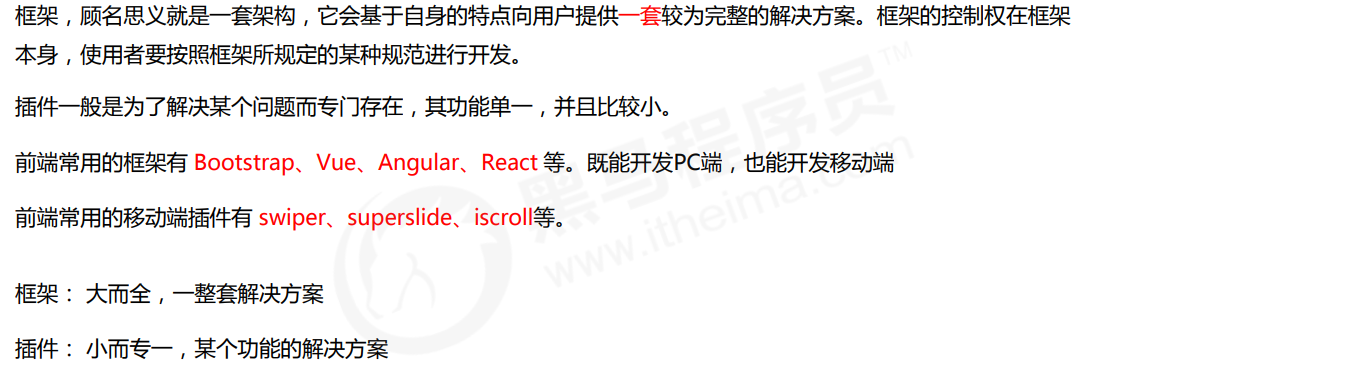 框架，顾名思义就是一套架构，它会基于自身的特点向用户提供一套较为完整的解决方案。框架的控制权在框架
本身，使用者要按照框架所规定的某种规范进行开发。
插件一般是为了解决某个问题而专门存在，其功能单一，并且比较小。
前端常用的框架有 Bootstrap、Vue、Angular、React 等。既能开发PC端，也能开发移动端
前端常用的移动端插件有 swiper、superslide、iscroll等。
框架： 大而全，一整套解决方案
插件： 小而专一，某个功能的解决方案
黑马程序员™
www.itheima.com